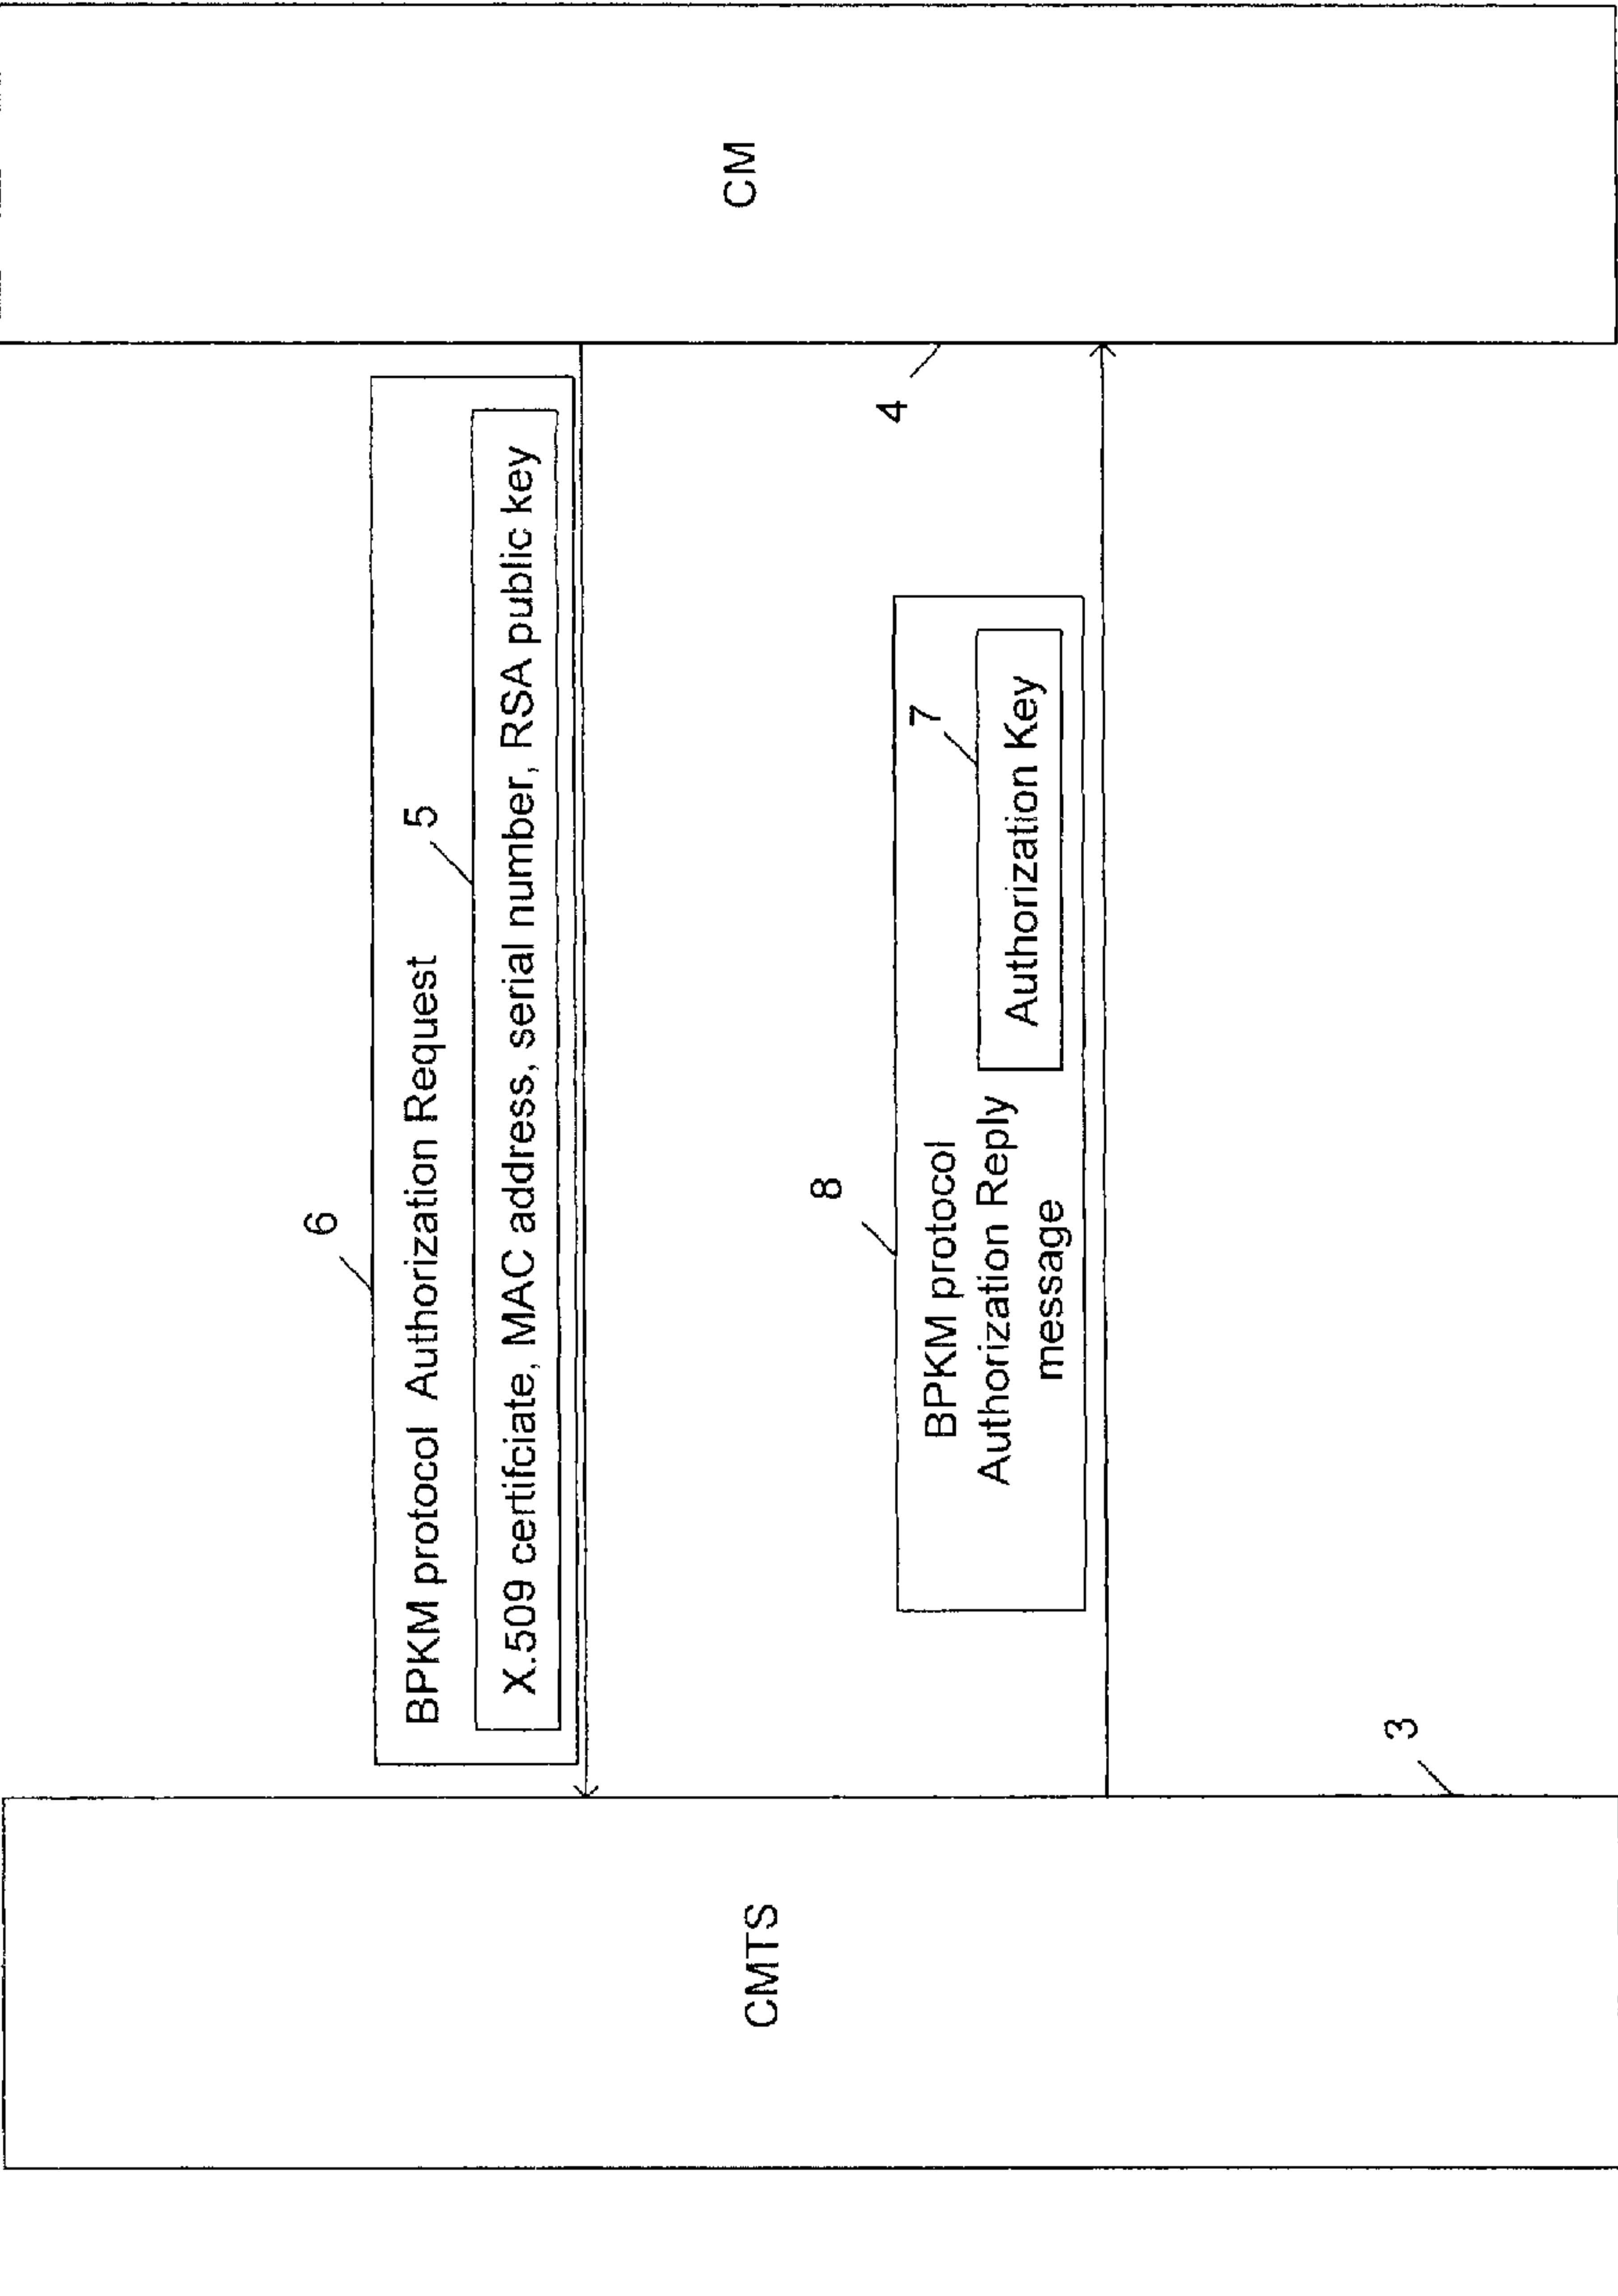 CMTS
CM
6
BPKM protocol Authorization Request
5
X.509 certifciate, MAC address, serial number, RSA public key
4
8
BPKM protocol
Authorization Reply
message
7
Authorization Key
3